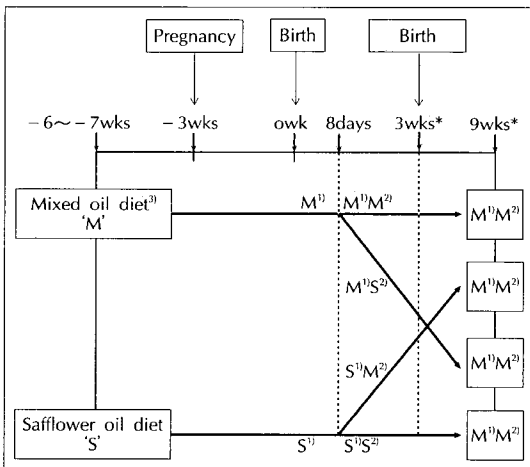 Pregnancy Birth Birth
-6~-7wks -3wks owk 8days 3wks* 9wks*
Mixed oil diet³⁾
'M'
M¹⁾ M¹⁾M²⁾
M¹⁾M²⁾
M¹⁾S²⁾
M¹⁾M²⁾
S¹⁾M²⁾
M¹⁾M²⁾
Safflower oil diet
'S'
S¹⁾ S¹⁾S²⁾
M¹⁾M²⁾